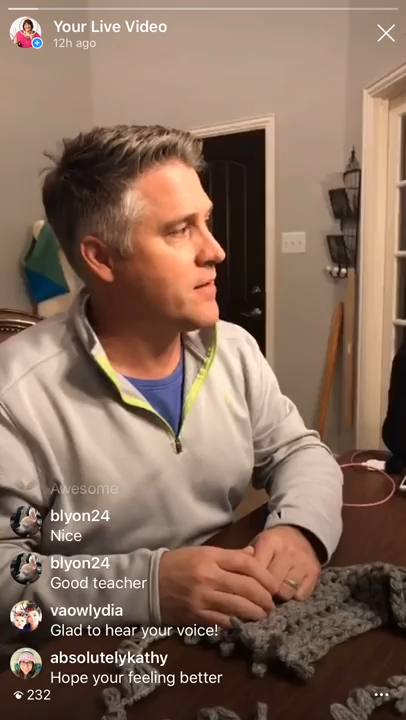 Your Live Video
12h ago
Awesome
blyon24
Nice
blyon24
Good teacher
vaowlydia
Glad to hear your voice!
absolutelykathy
Hope your feeling better
232